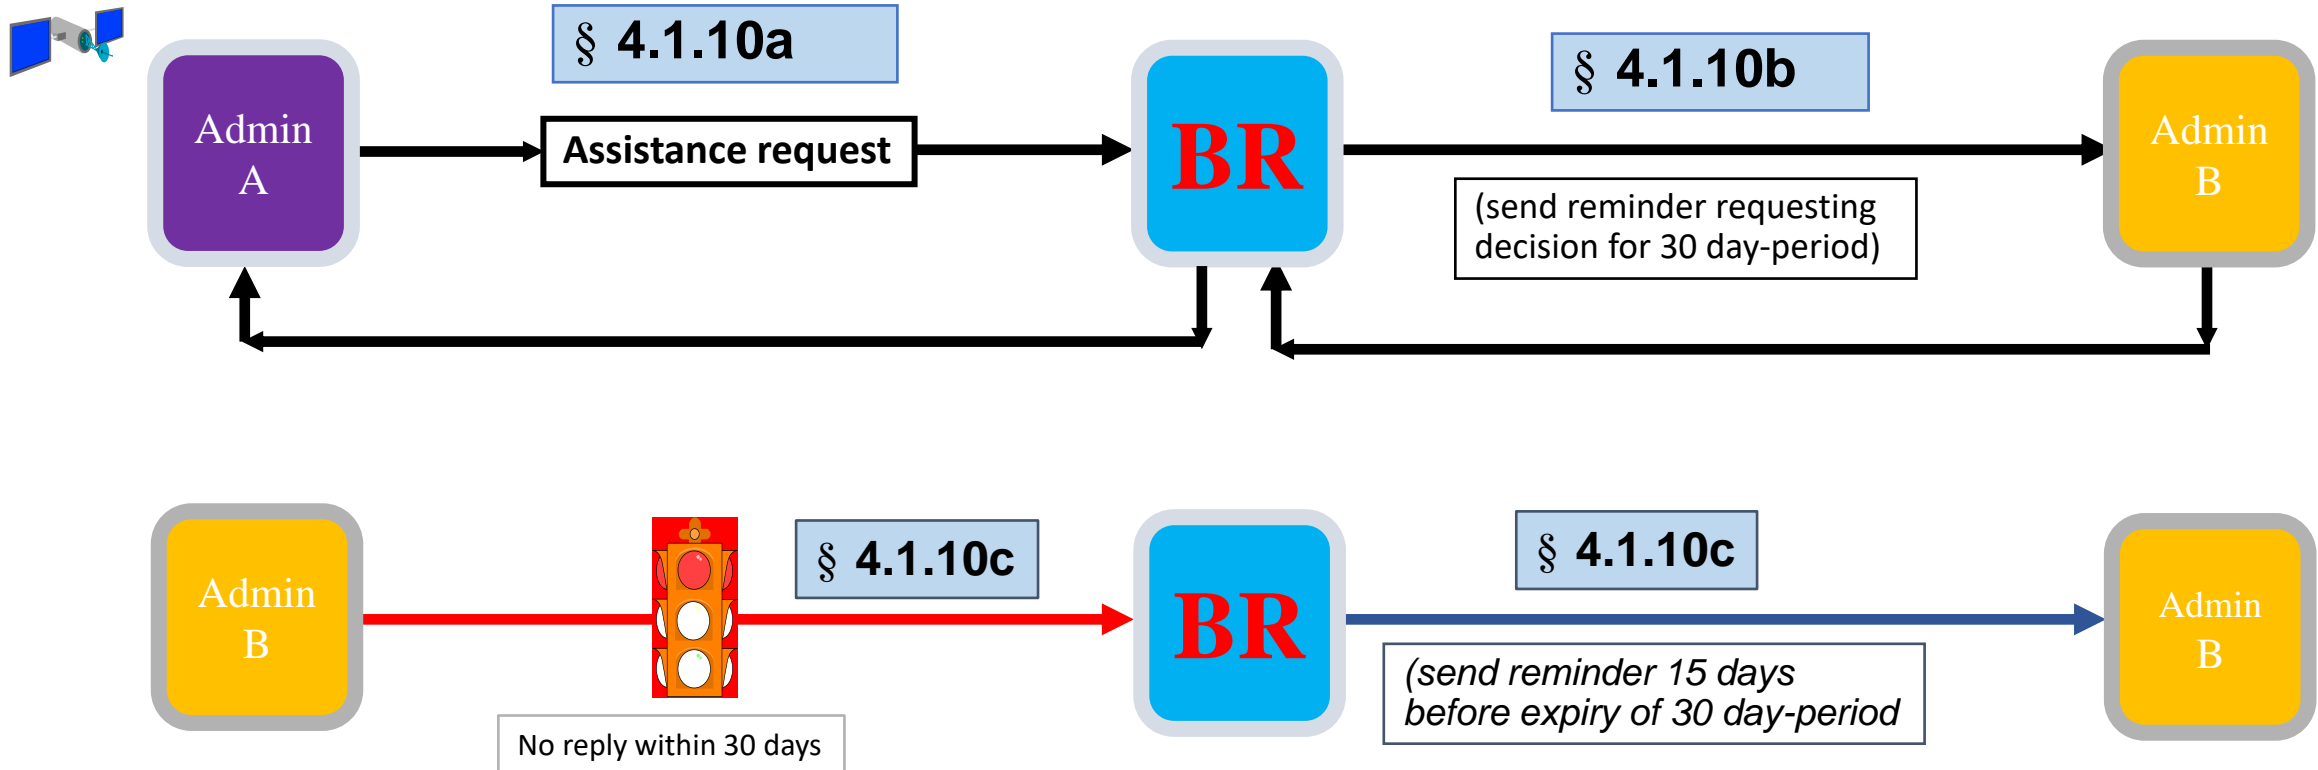 § 4.1.10a
§ 4.1.10b
Admin
A
Assistance request
BR
Admin
B
(send reminder requesting
decision for 30 day-period)
Admin
B
§ 4.1.10c
BR
§ 4.1.10c
Admin
B
(send reminder 15 days
before expiry of 30 day-period
No reply within 30 days